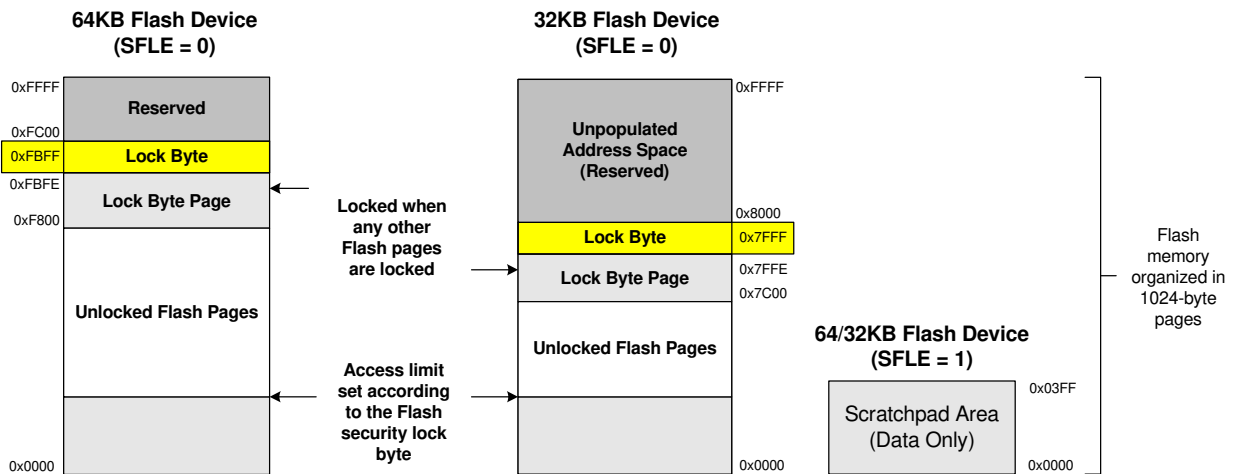 64KB Flash Device
(SFLE = 0)
0xFFFF
Reserved
0xFC00
0xFBFF
Lock Byte
0xFBFE
Lock Byte Page
0xF800
Unlocked Flash Pages
0x0000
Locked when
any other
Flash pages
are locked
Access limit
set according
to the Flash
security lock
byte
32KB Flash Device
(SFLE = 0)
0xFFFF
Unpopulated
Address Space
(Reserved)
0x8000
Lock Byte
0x7FFF
Lock Byte Page
0x7FFE
0x7C00
Unlocked Flash Pages
0x0000
64/32KB Flash Device
(SFLE = 1)
0x03FF
Scratchpad Area
(Data Only)
0x0000
Flash
memory
organized in
1024-byte
pages